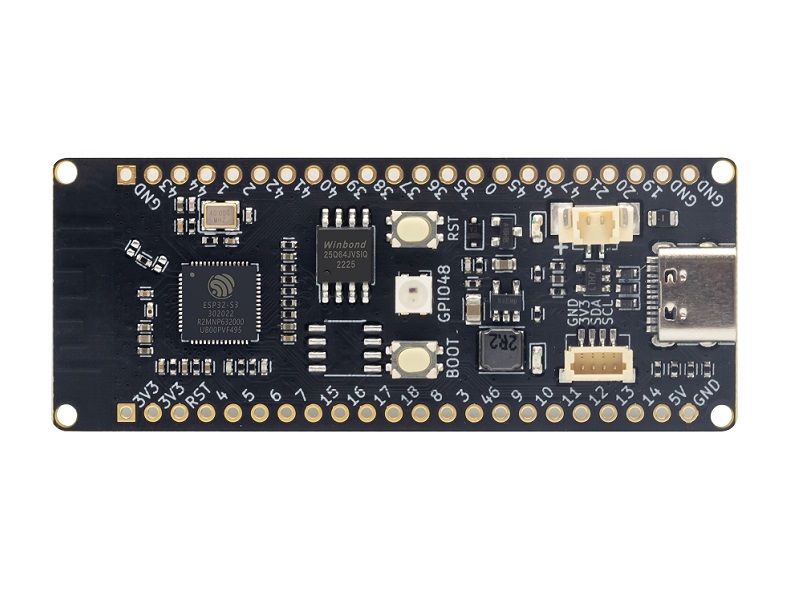 GND 43 44 1 2 42 41 40 39 38 37 36 35 0 45 48 47 21 20 19 GND GND
RST
Winbond
25Q64JVSIQ
2225
ESP32-S3
302022
R2MNP632000
UB00PVF495
GPIO48
+
GND
3V3
SDA
SCL
2R2
BOOT
3V3 3V3 RST 4 5 6 7 15 16 17 18 8 3 46 9 10 11 12 13 14 5V GND